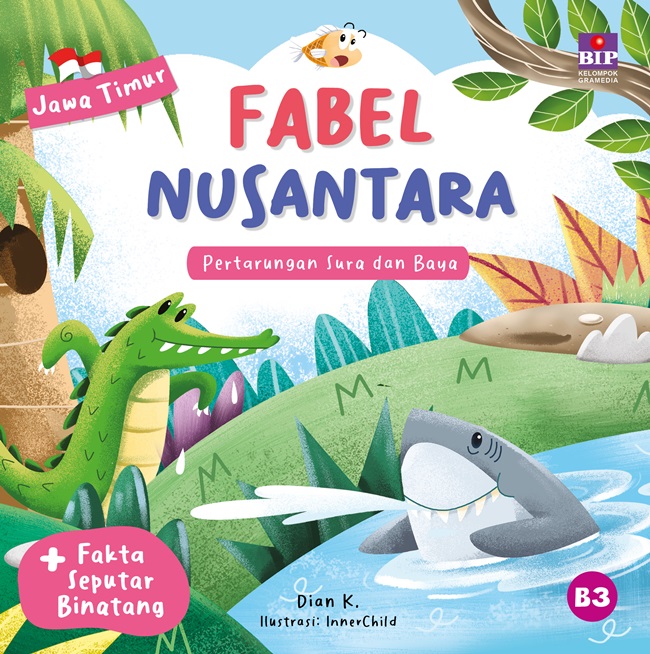 Jawa Timur
BIP
KELOMPOK
GRAMEDIA
FABEL
NUSANTARA
Pertarungan Sura dan Baya
+ Fakta
Seputar
Binatang
Dian K.
Ilustrasi: InnerChild
B3